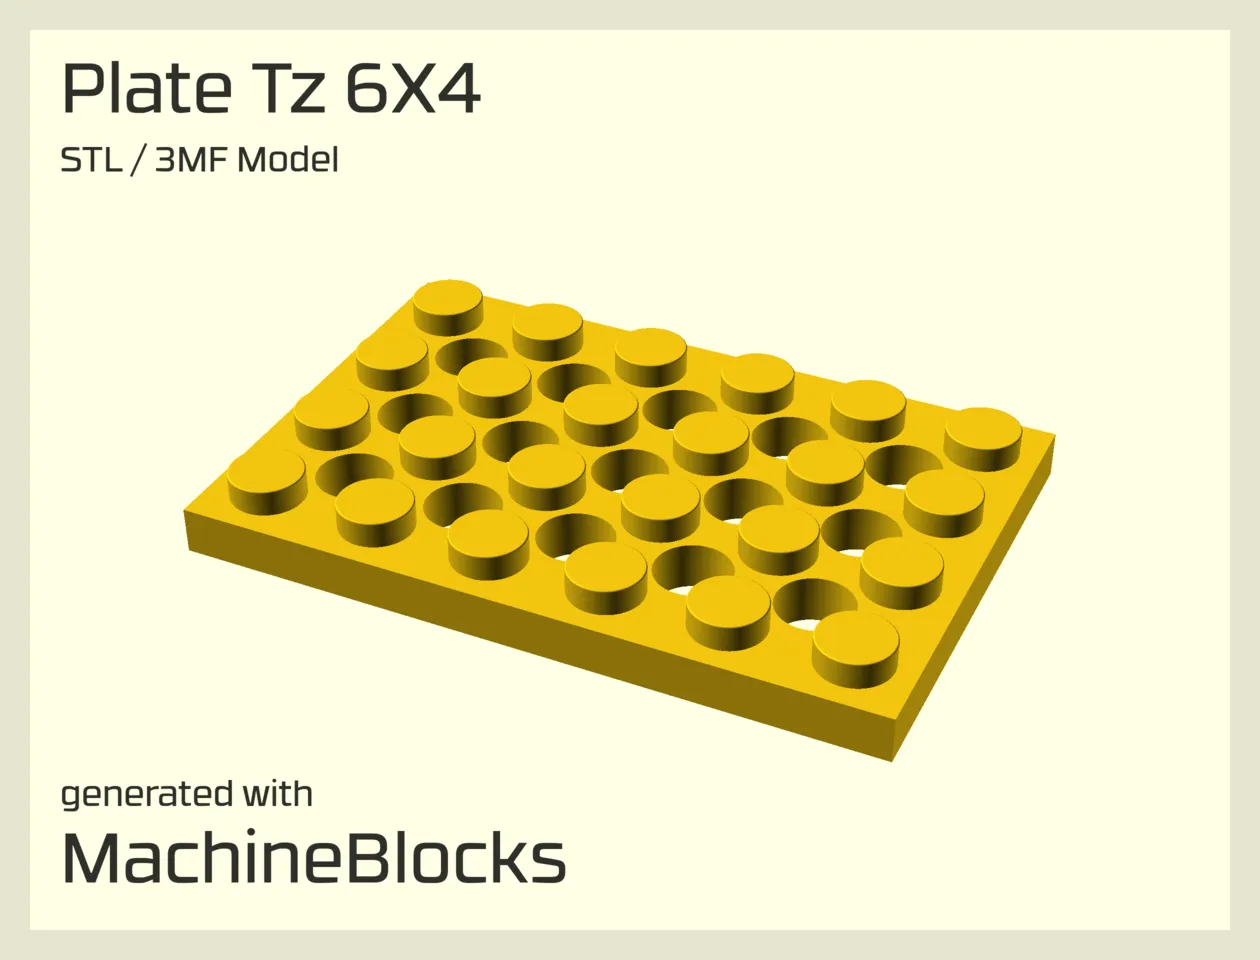 Plate Tz 6X4
STL / 3MF Model
generated with
MachineBlocks